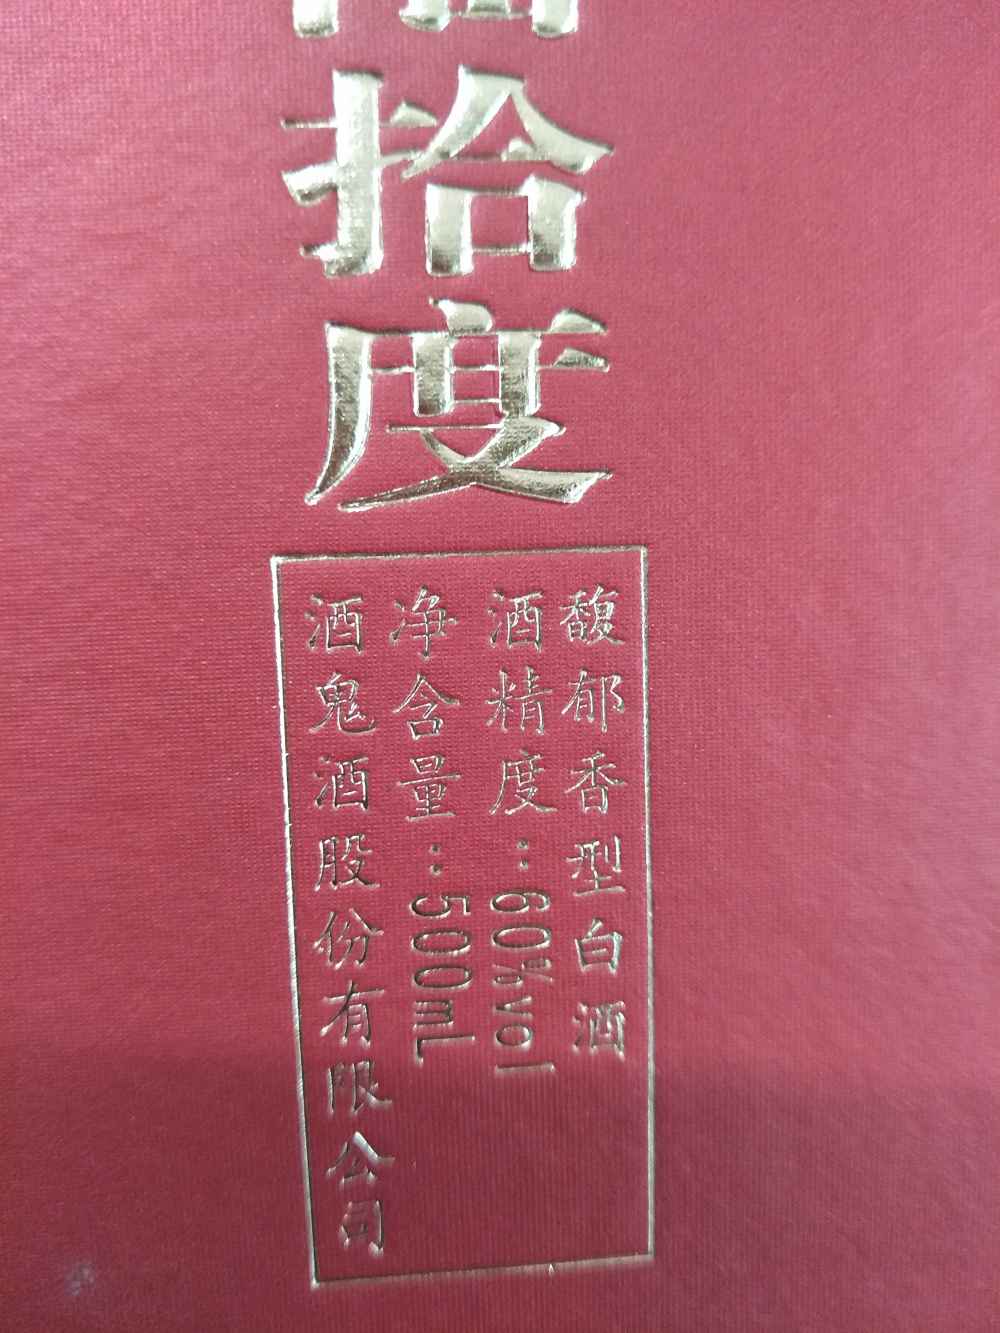 拾度
馥郁香型白酒
酒精度：60%vol
净含量：500mL
酒鬼酒股份有限公司